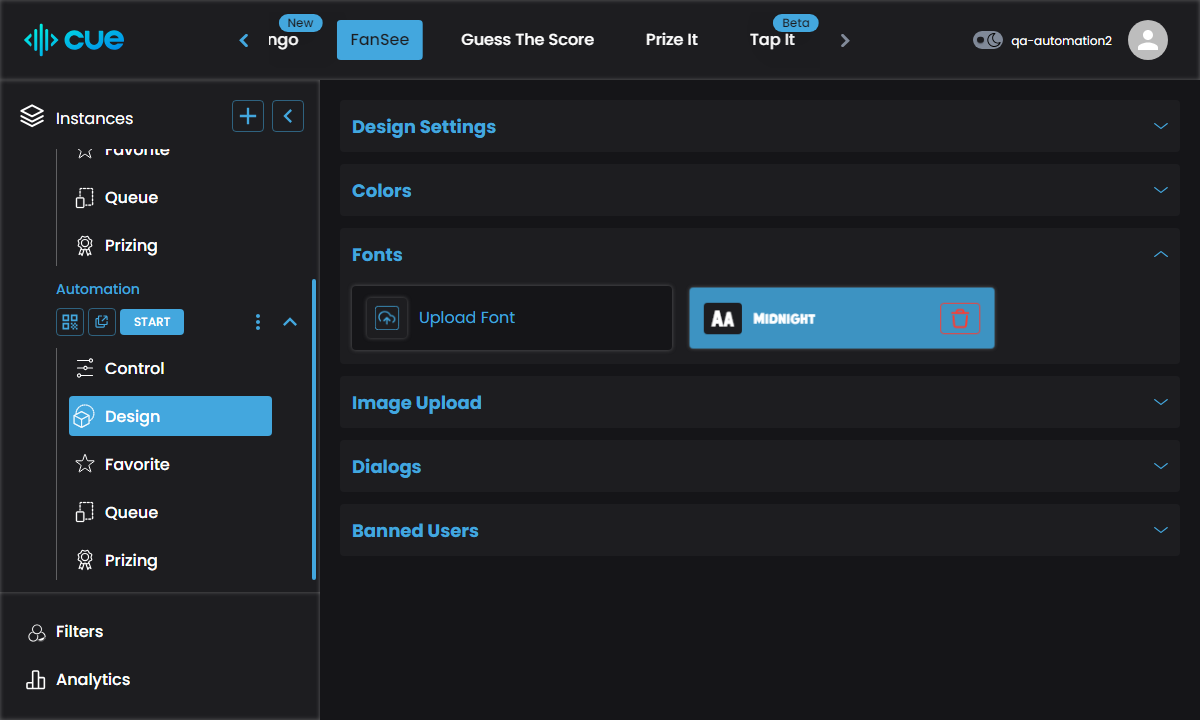 cue
New
ngo
FanSee
Guess The Score
Prize It
Beta
Tap It
qa-automation2
Instances
Favorite
Queue
Prizing
Automation
START
Control
Design
Favorite
Queue
Prizing
Filters
Analytics
Design Settings
Colors
Fonts
Upload Font
AA
MIDNIGHT
Image Upload
Dialogs
Banned Users